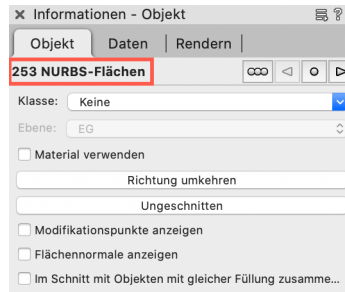 Informationen - Objekt
Objekt Daten Rendern
253 NURBS-Flächen
Klasse: Keine
Ebene: EG
Material verwenden
Richtung umkehren
Ungeschnitten
Modifikationspunkte anzeigen
Flächennormale anzeigen
Im Schnitt mit Objekten mit gleicher Füllung zusamme...